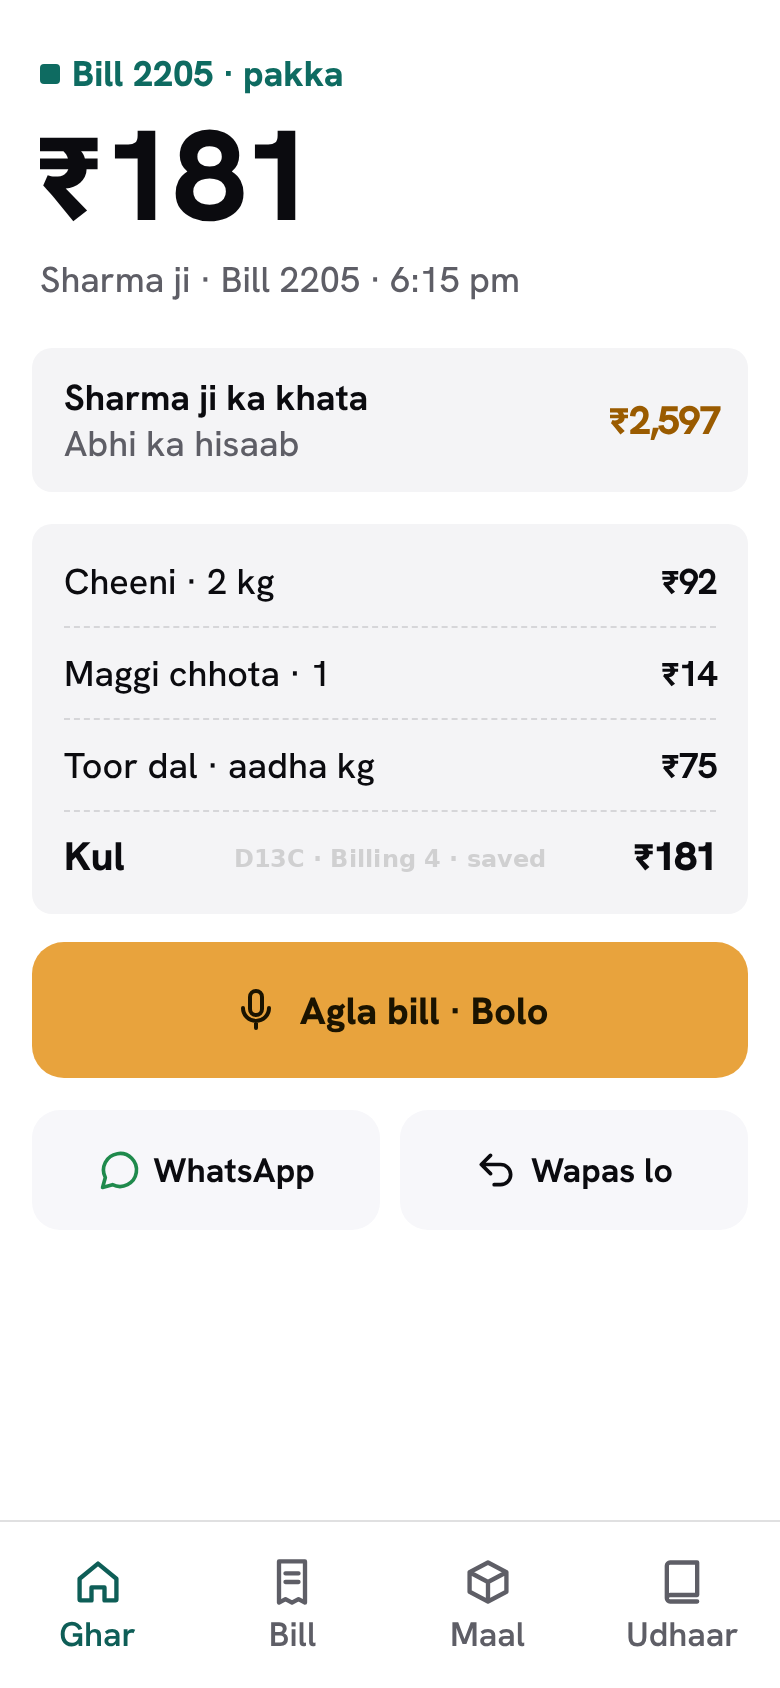 Bill 2205 · pakka
₹181
Sharma ji · Bill 2205 · 6:15 pm
Sharma ji ka khata
Abhi ka hisaab
₹2,597
Cheeni · 2 kg ₹92
Maggi chhota · 1 ₹14
Toor dal · aadha kg ₹75
Kul D13C · Billing 4 · saved ₹181
Agla bill · Bolo
WhatsApp Wapas lo
Ghar Bill Maal Udhaar